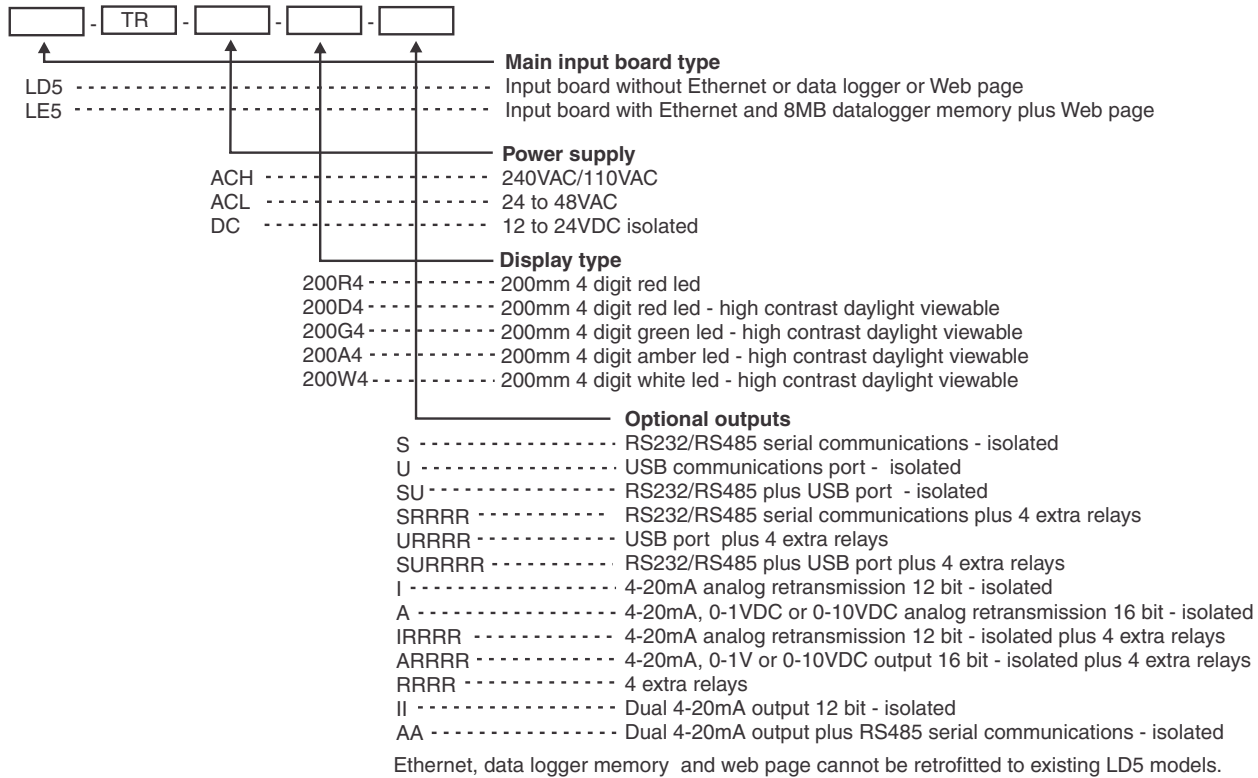 - TR - - -
Main input board type
LD5 Input board without Ethernet or data logger or Web page
LE5 Input board with Ethernet and 8MB datalogger memory plus Web page
Power supply
ACH 240VAC/110VAC
ACL 24 to 48VAC
DC 12 to 24VDC isolated
Display type
200R4 200mm 4 digit red led
200D4 200mm 4 digit red led - high contrast daylight viewable
200G4 200mm 4 digit green led - high contrast daylight viewable
200A4 200mm 4 digit amber led - high contrast daylight viewable
200W4 200mm 4 digit white led - high contrast daylight viewable
Optional outputs
S RS232/RS485 serial communications - isolated
U USB communications port - isolated
SU RS232/RS485 plus USB port - isolated
SRRRR RS232/RS485 serial communications plus 4 extra relays
URRRR USB port plus 4 extra relays
SURRRR RS232/RS485 plus USB port plus 4 extra relays
I 4-20mA analog retransmission 12 bit - isolated
A 4-20mA, 0-1VDC or 0-10VDC analog retransmission 16 bit - isolated
IRRRR 4-20mA analog retransmission 12 bit - isolated plus 4 extra relays
ARRRR 4-20mA, 0-1V or 0-10VDC output 16 bit - isolated plus 4 extra relays
RRRR 4 extra relays
II Dual 4-20mA output 12 bit - isolated
AA Dual 4-20mA output plus RS485 serial communications - isolated
Ethernet, data logger memory and web page cannot be retrofitted to existing LD5 models.